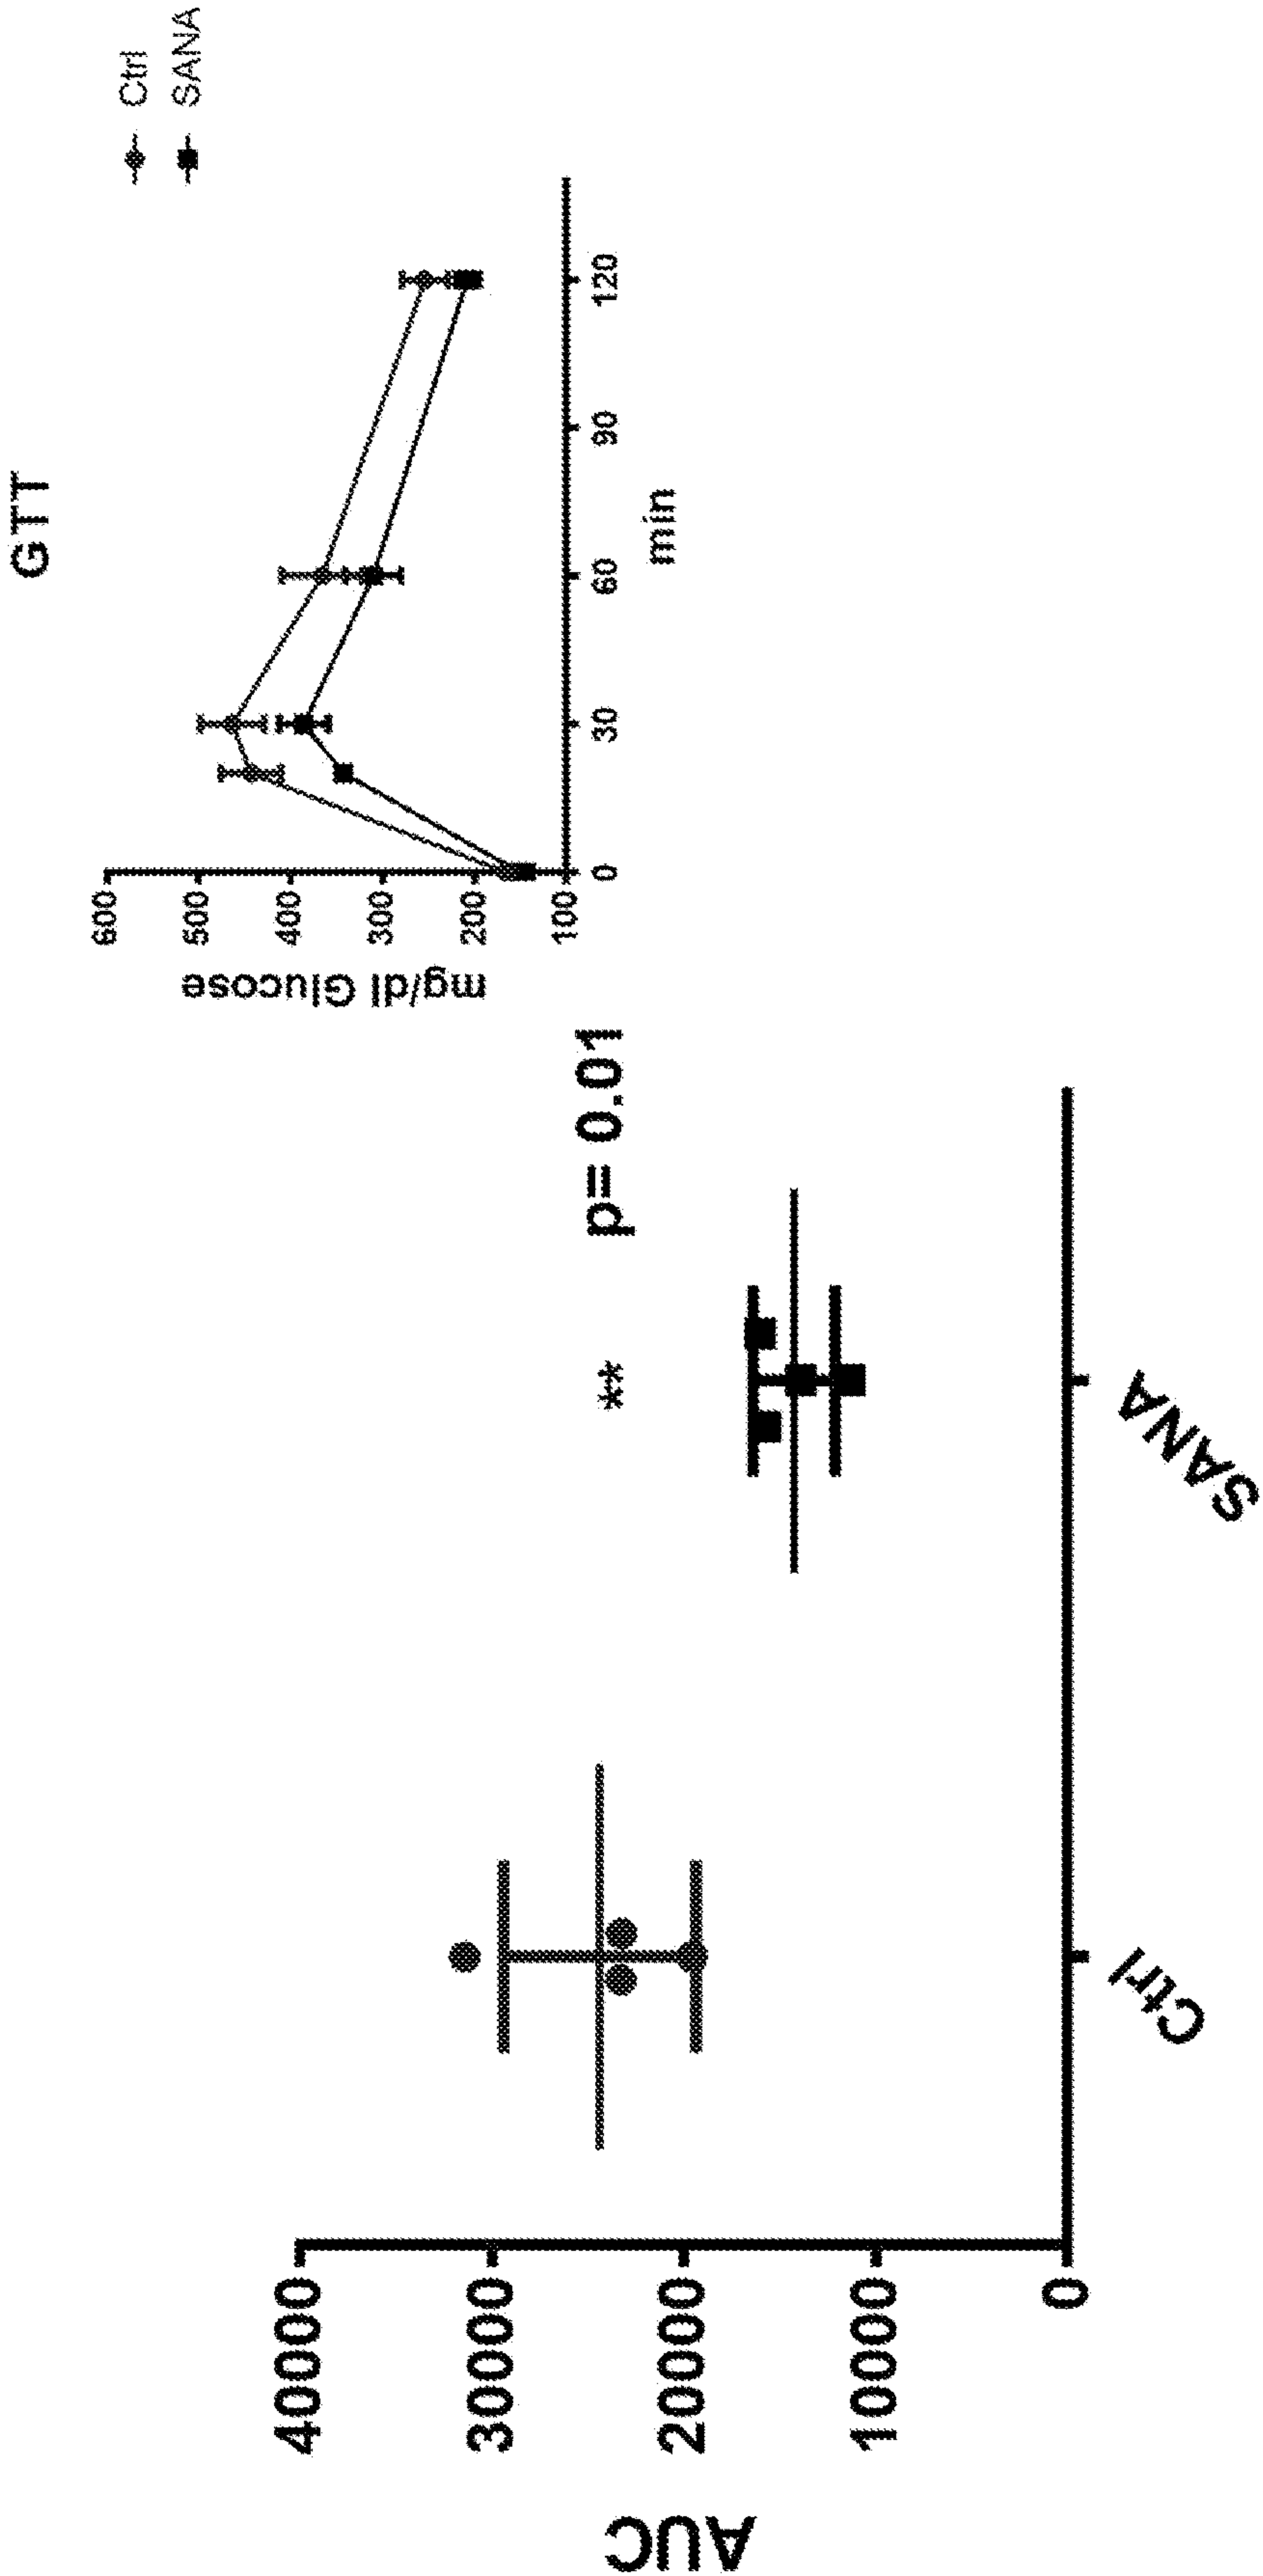 GTT
Ctrl
SANA
600
500
400
300
200
100
mg/dl Glucose
0
30
60
90
120
min
p= 0.01
**
AUC
40000
30000
20000
10000
0
Ctrl
SANA